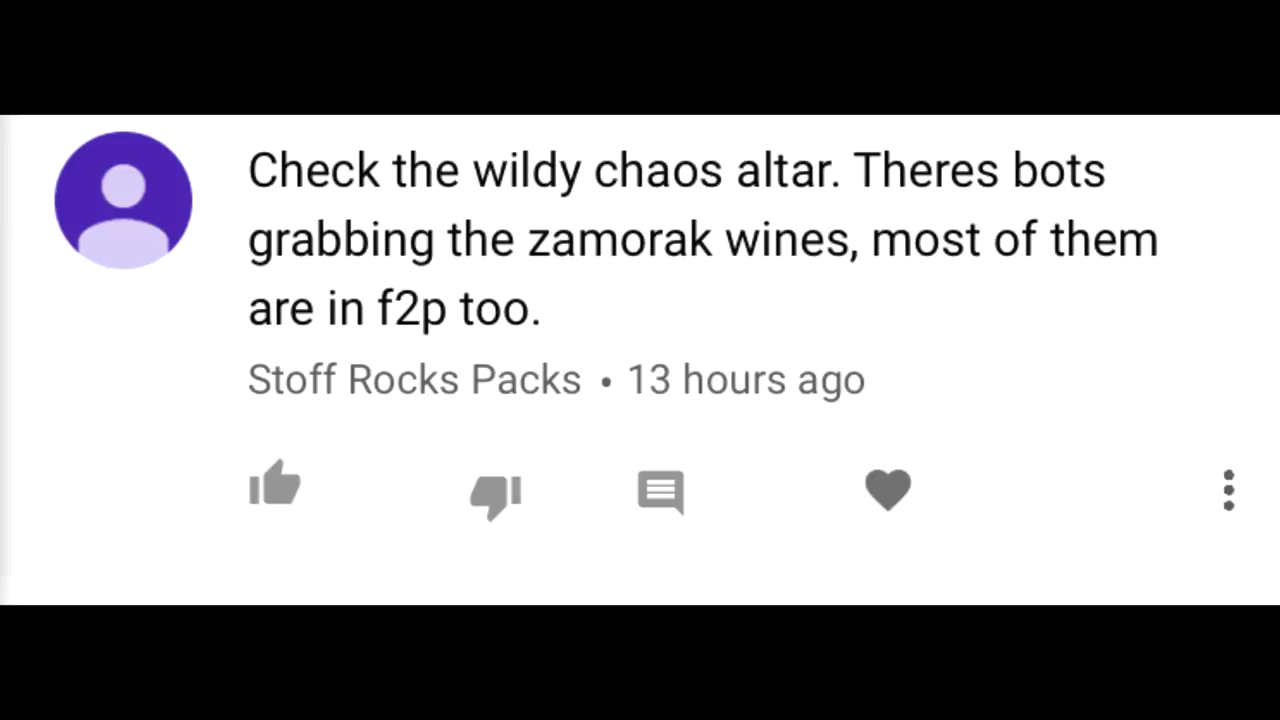 Check the wildy chaos altar. Theres bots
grabbing the zamorak wines, most of them
are in f2p too.
Stoff Rocks Packs • 13 hours ago